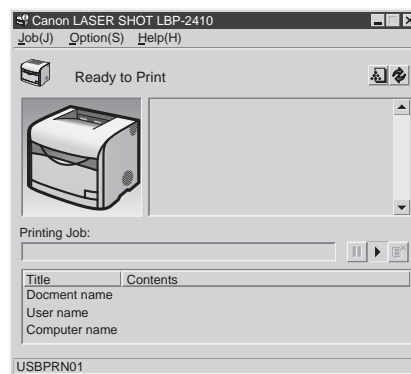 Canon LASER SHOT LBP-2410
Job(J) Option(S) Help(H)
Ready to Print
Printing Job:
Title Contents
Docment name
User name
Computer name
USBPRN01